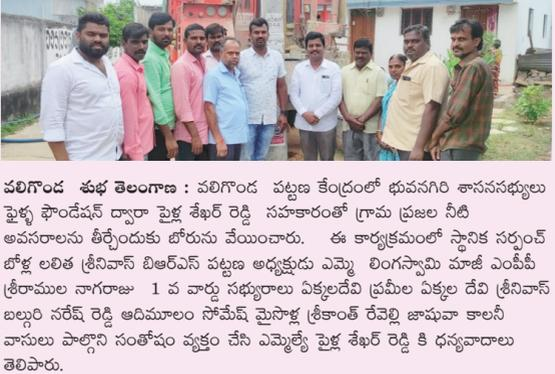 వలిగొండ శుభ తెలంగాణ : వలిగొండ పట్టణ కేంద్రంలో భువనగిరి శాసనసభ్యులు
ఫైళ్ళ ఫౌండేషన్ ద్వారా పైళ్ల శేఖర్ రెడ్డి సహకారంతో గ్రామ ప్రజల నీటి
అవసరాలను తీర్చేందుకు బోరును వేయించారు. ఈ కార్యక్రమంలో స్థానిక సర్పంచ్
బోళ్ల లలిత శ్రీనివాస్ బిఆర్ఎస్ పట్టణ అధ్యక్షుడు ఎమ్మె లింగస్వామి మాజీ ఎంపీపీ
శ్రీరాముల నాగరాజు 1 వ వార్డు సభ్యురాలు ఏక్కలదేవి ప్రమీల ఏక్కల దేవి శ్రీనివాస్
బల్గురి నరేష్ రెడ్డి ఆదిమూలం సోమేష్ మైసొళ్ల శ్రీకాంత్ రేవెల్లి జాషువా కాలనీ
వాసులు పాల్గొని సంతోషం వ్యక్తం చేసి ఎమ్మెల్యే పైళ్ల శేఖర్ రెడ్డి కి ధన్యవాదాలు
తెలిపారు.